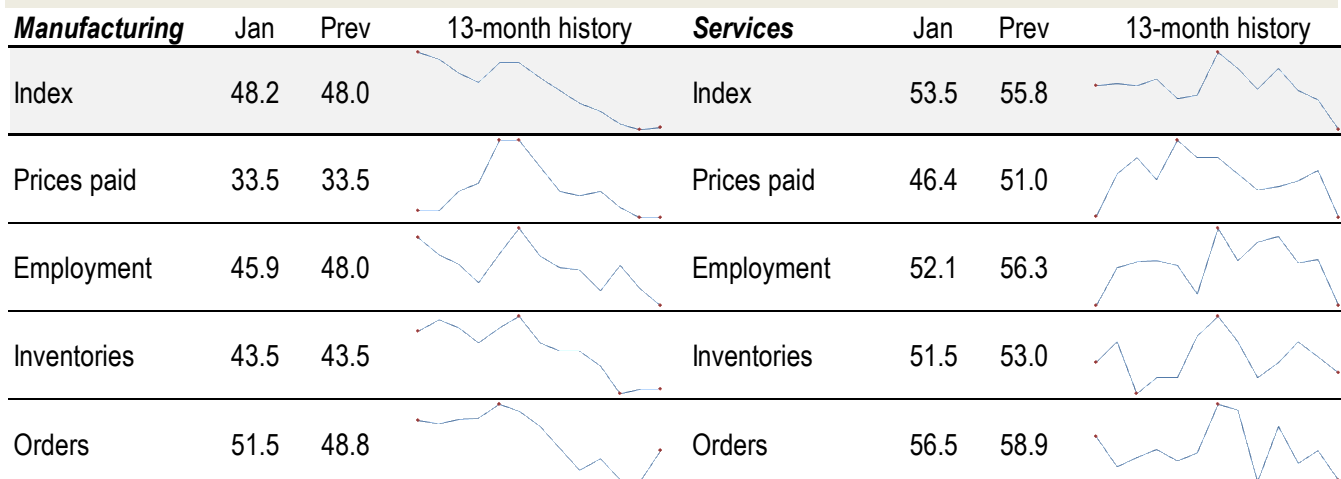 Manufacturing Jan Prev 13-month history Services Jan Prev 13-month history
Index 48.2 48.0 Index 53.5 55.8
Prices paid 33.5 33.5 Prices paid 46.4 51.0
Employment 45.9 48.0 Employment 52.1 56.3
Inventories 43.5 43.5 Inventories 51.5 53.0
Orders 51.5 48.8 Orders 56.5 58.9